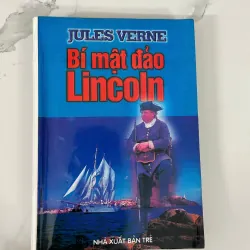 JULES VERNE
Bí mật đảo
Lincoln
NHÀ XUẤT BẢN TRẺ